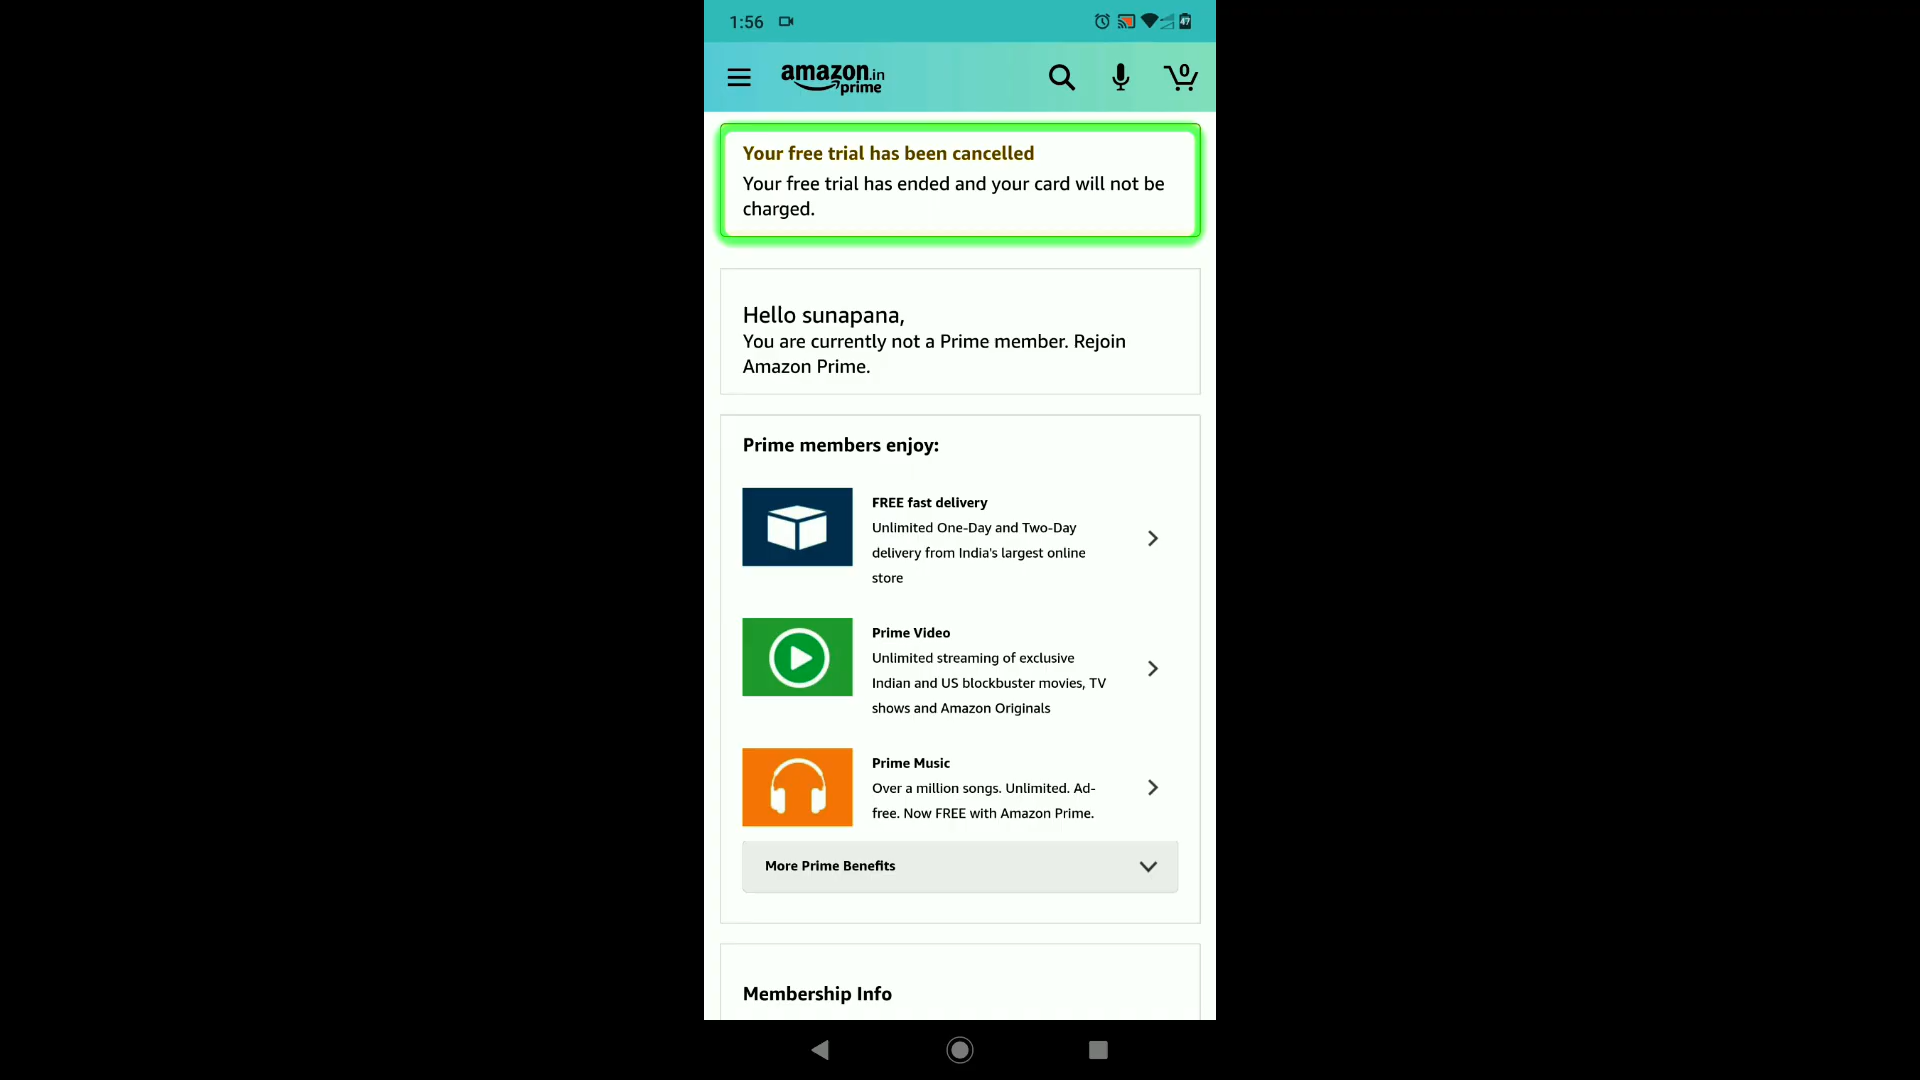 1:56
47
amazon.in
prime
0
Your free trial has been cancelled
Your free trial has ended and your card will not be
charged.
Hello sunapana,
You are currently not a Prime member. Rejoin
Amazon Prime.
Prime members enjoy:
FREE fast delivery
Unlimited One-Day and Two-Day
delivery from India's largest online
store
Prime Video
Unlimited streaming of exclusive
Indian and US blockbuster movies, TV
shows and Amazon Originals
Prime Music
Over a million songs. Unlimited. Ad-
free. Now FREE with Amazon Prime.
More Prime Benefits
Membership Info